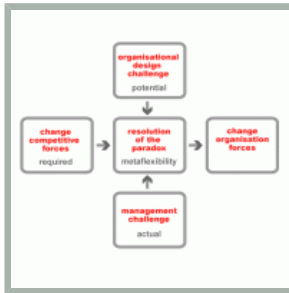 organisational
design
challenge
potential
change
competitive
forces
required
resolution
of the
paradox
metaflexibility
change
organisation
forces
management
challenge
actual